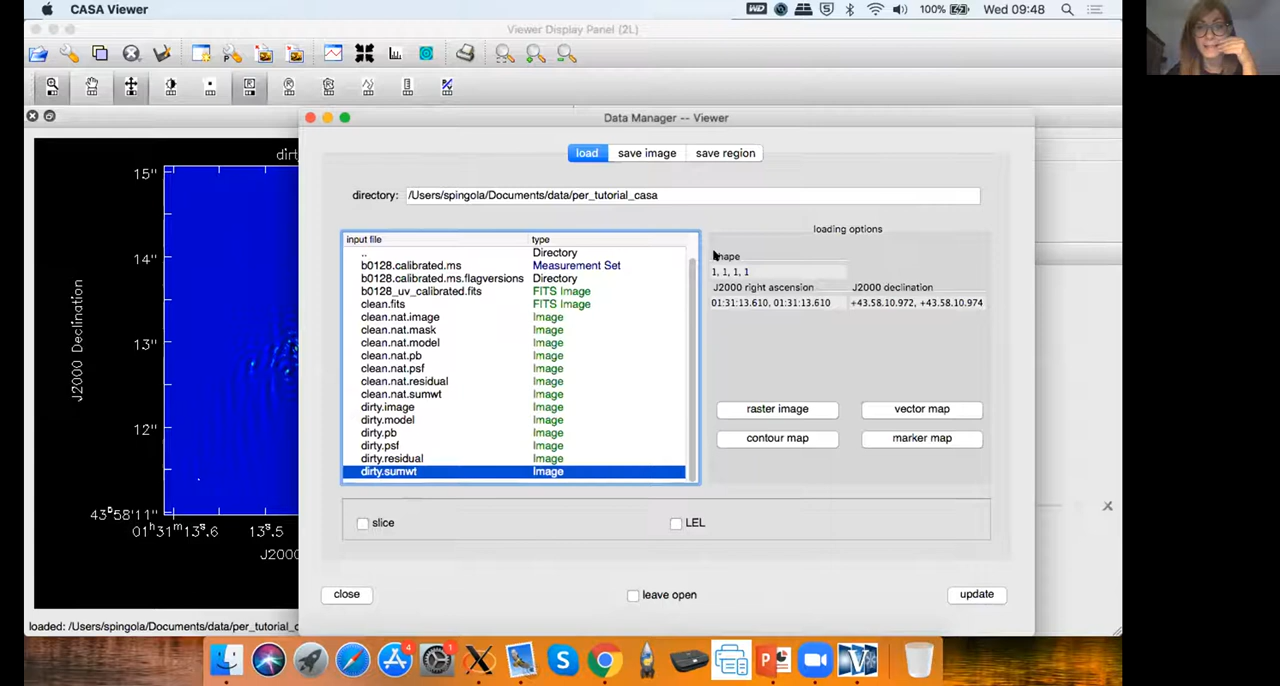 CASA Viewer
WD
100%
Wed 09:48
Viewer Display Panel (2L)
Data Manager -- Viewer
load
save image
save region
directory:
/Users/spingola/Documents/data/per_tutorial_casa
input file
type
..
Directory
b0128.calibrated.ms
Measurement Set
b0128.calibrated.ms.flagversions
Directory
b0128_uv_calibrated.fits
FITS Image
clean.fits
FITS Image
clean.nat.image
Image
clean.nat.mask
Image
clean.nat.model
Image
clean.nat.pb
Image
clean.nat.psf
Image
clean.nat.residual
Image
clean.nat.sumwt
Image
dirty.image
Image
dirty.model
Image
dirty.pb
Image
dirty.psf
Image
dirty.residual
Image
dirty.sumwt
Image
loading options
shape
1, 1, 1, 1
J2000 right ascension
J2000 declination
01:31:13.610, 01:31:13.610
+43.58.10.972, +43.58.10.974
raster image
vector map
contour map
marker map
slice
LEL
close
leave open
update
dirt
15"
14"
13"
12"
43°58'11"
01h31m13s.6
13s.5
J2000 Declination
J2000
loaded: /Users/spingola/Documents/data/per_tutorial_c
4
1